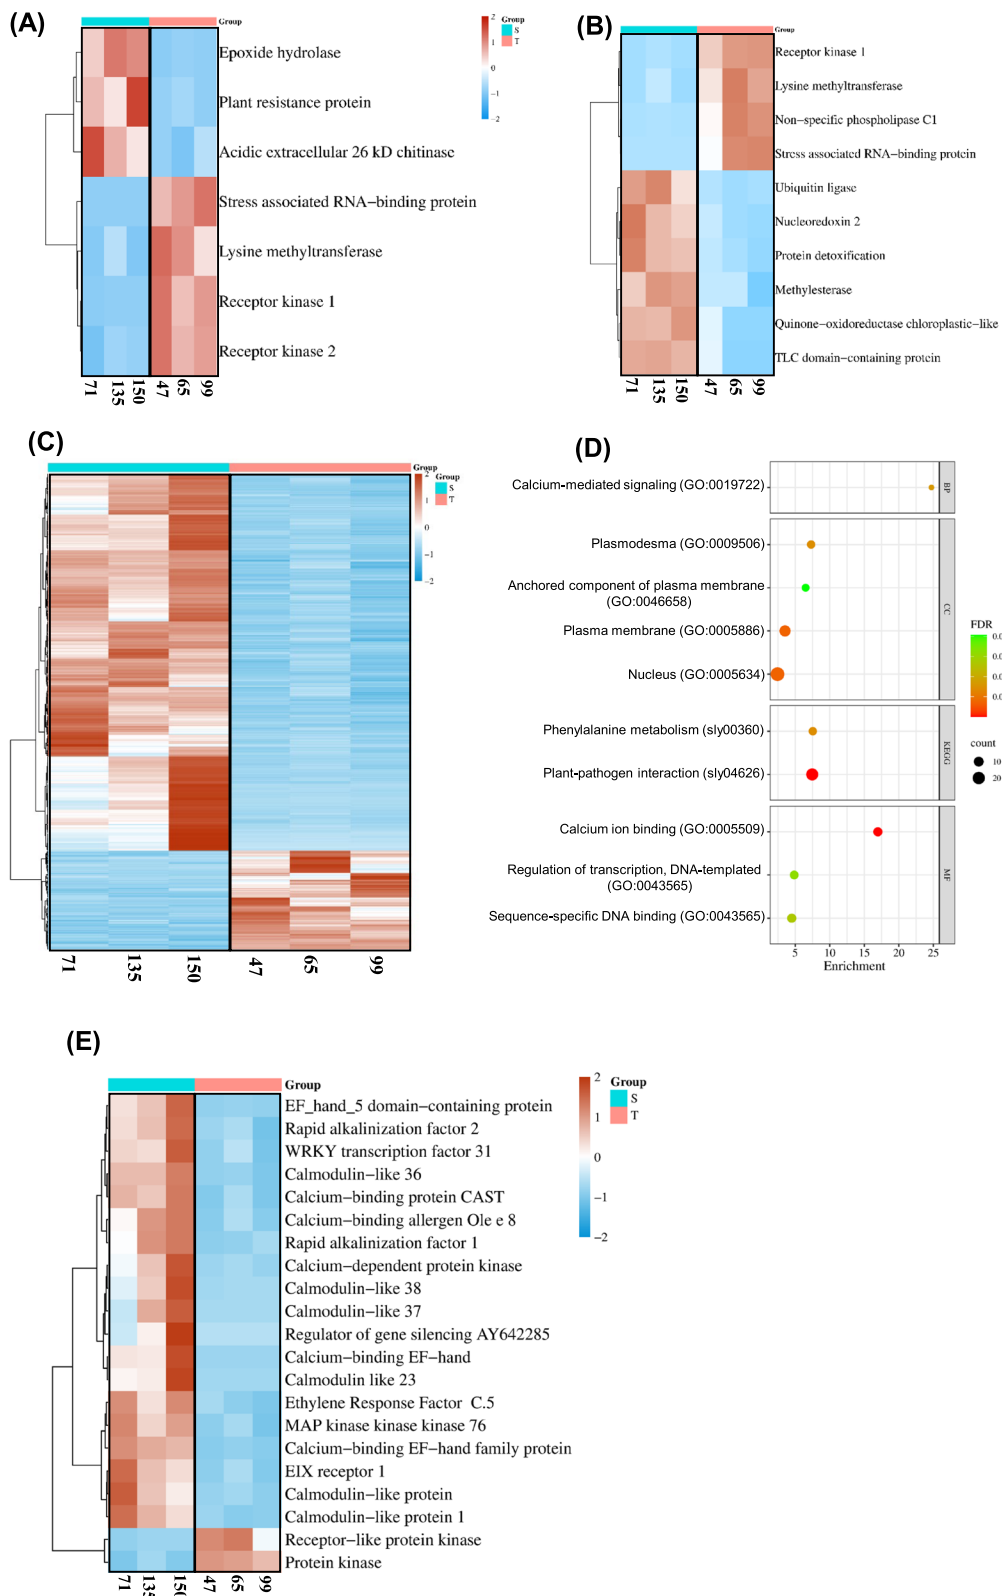 (A)
Group
Epoxide hydrolase
Plant resistance protein
Acidic extracellular 26 kD chitinase
Stress associated RNA−binding protein
Lysine methyltransferase
Receptor kinase 1
Receptor kinase 2
71 135 150 47 65 99
2
1
0
−1
−2
Group
S
T
(B)
Group
Receptor kinase 1
Lysine methyltransferase
Non−specific phospholipase C1
Stress associated RNA−binding protein
Ubiquitin ligase
Nucleoredoxin 2
Protein detoxification
Methylesterase
Quinone−oxidoreductase chloroplastic−like
TLC domain−containing protein
71 135 150 47 65 99
(C)
Group
2
1
0
−1
−2
Group
S
T
71 135 150 47 65 99
(D)
Calcium-mediated signaling (GO:0019722)
BP
Plasmodesma (GO:0009506)
Anchored component of plasma membrane
(GO:0046658)
Plasma membrane (GO:0005886)
Nucleus (GO:0005634)
CC
Phenylalanine metabolism (sly00360)
Plant-pathogen interaction (sly04626)
KEGG
Calcium ion binding (GO:0005509)
Regulation of transcription, DNA-templated
(GO:0043565)
Sequence-specific DNA binding (GO:0043565)
MF
5 10 15 20 25
Enrichment
FDR
0.0
0.0
0.0
count
10
20
(E)
Group
EF_hand_5 domain−containing protein
Rapid alkalinization factor 2
WRKY transcription factor 31
Calmodulin−like 36
Calcium−binding protein CAST
Calcium−binding allergen Ole e 8
Rapid alkalinization factor 1
Calcium−dependent protein kinase
Calmodulin−like 38
Calmodulin−like 37
Regulator of gene silencing AY642285
Calcium−binding EF−hand
Calmodulin like 23
Ethylene Response Factor C.5
MAP kinase kinase kinase 76
Calcium−binding EF−hand family protein
EIX receptor 1
Calmodulin−like protein
Calmodulin−like protein 1
Receptor−like protein kinase
Protein kinase
71 135 150 47 65 99
2
1
0
−1
−2
Group
S
T